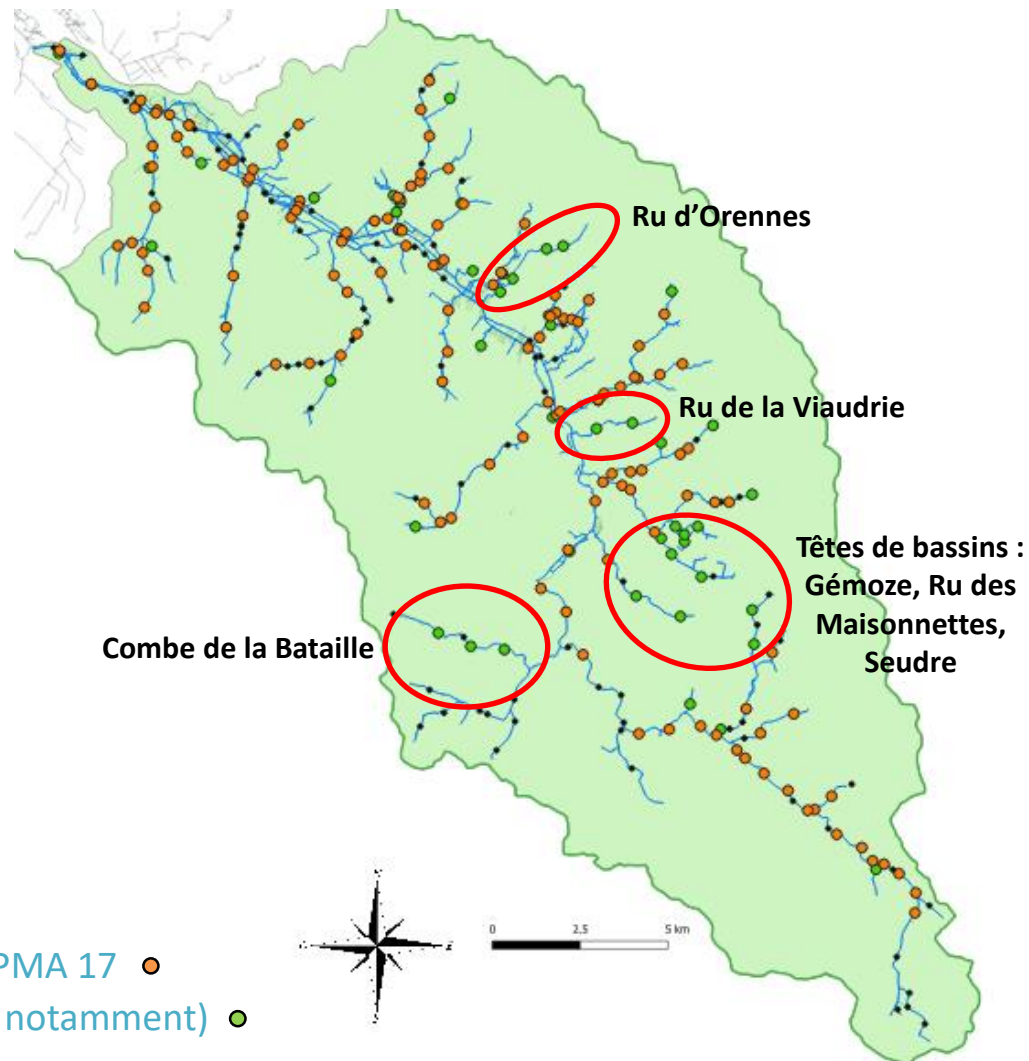 Ru d’Orennes
Ru de la Viaudrie
Têtes de bassins :
Gémoze, Ru des
Maisonnettes,
Seudre
Combe de la Bataille
0 2.5 5 km
PMA 17
notamment)